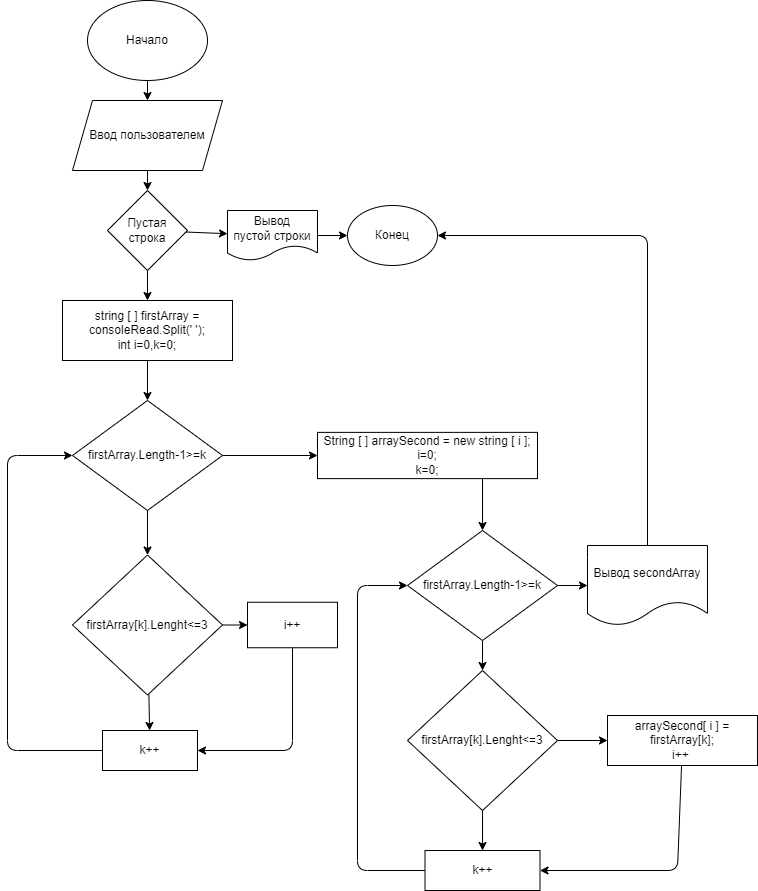 Начало
Ввод пользователем
Пустая
строка
Вывод
пустой строки
Конец
string [ ] firstArray =
consoleRead.Split(' ');
int i=0,k=0;
firstArray.Length-1>=k
String [ ] arraySecond = new string [ i ];
i=0;
k=0;
firstArray[k].Lenght<=3
i++
k++
firstArray.Length-1>=k
Вывод secondArray
firstArray[k].Lenght<=3
arraySecond[ i ] =
firstArray[k];
i++
k++